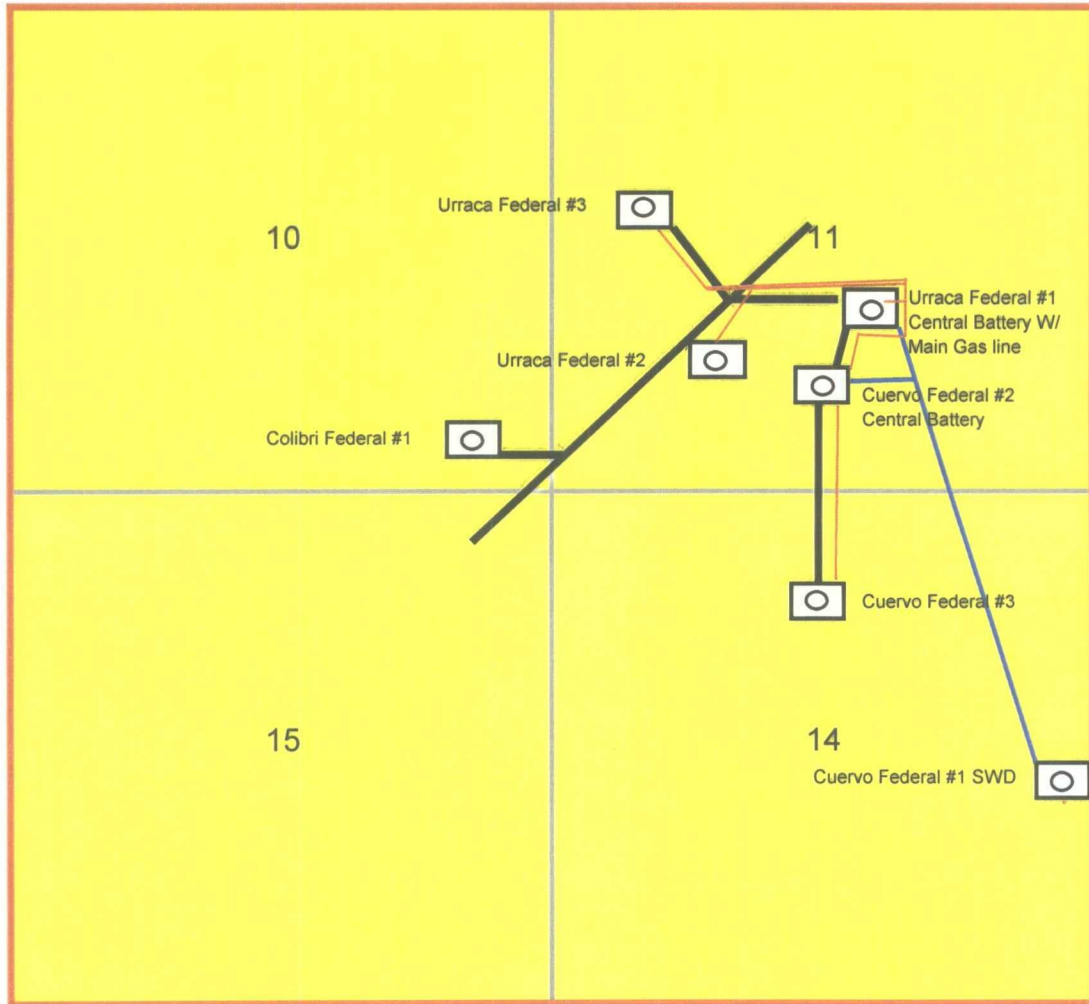 Urraca Federal #3
10
11
Urraca Federal #1
Central Battery W/
Main Gas line
Urraca Federal #2
Cuervo Federal #2
Central Battery
Colibri Federal #1
Cuervo Federal #3
15
14
Cuervo Federal #1 SWD